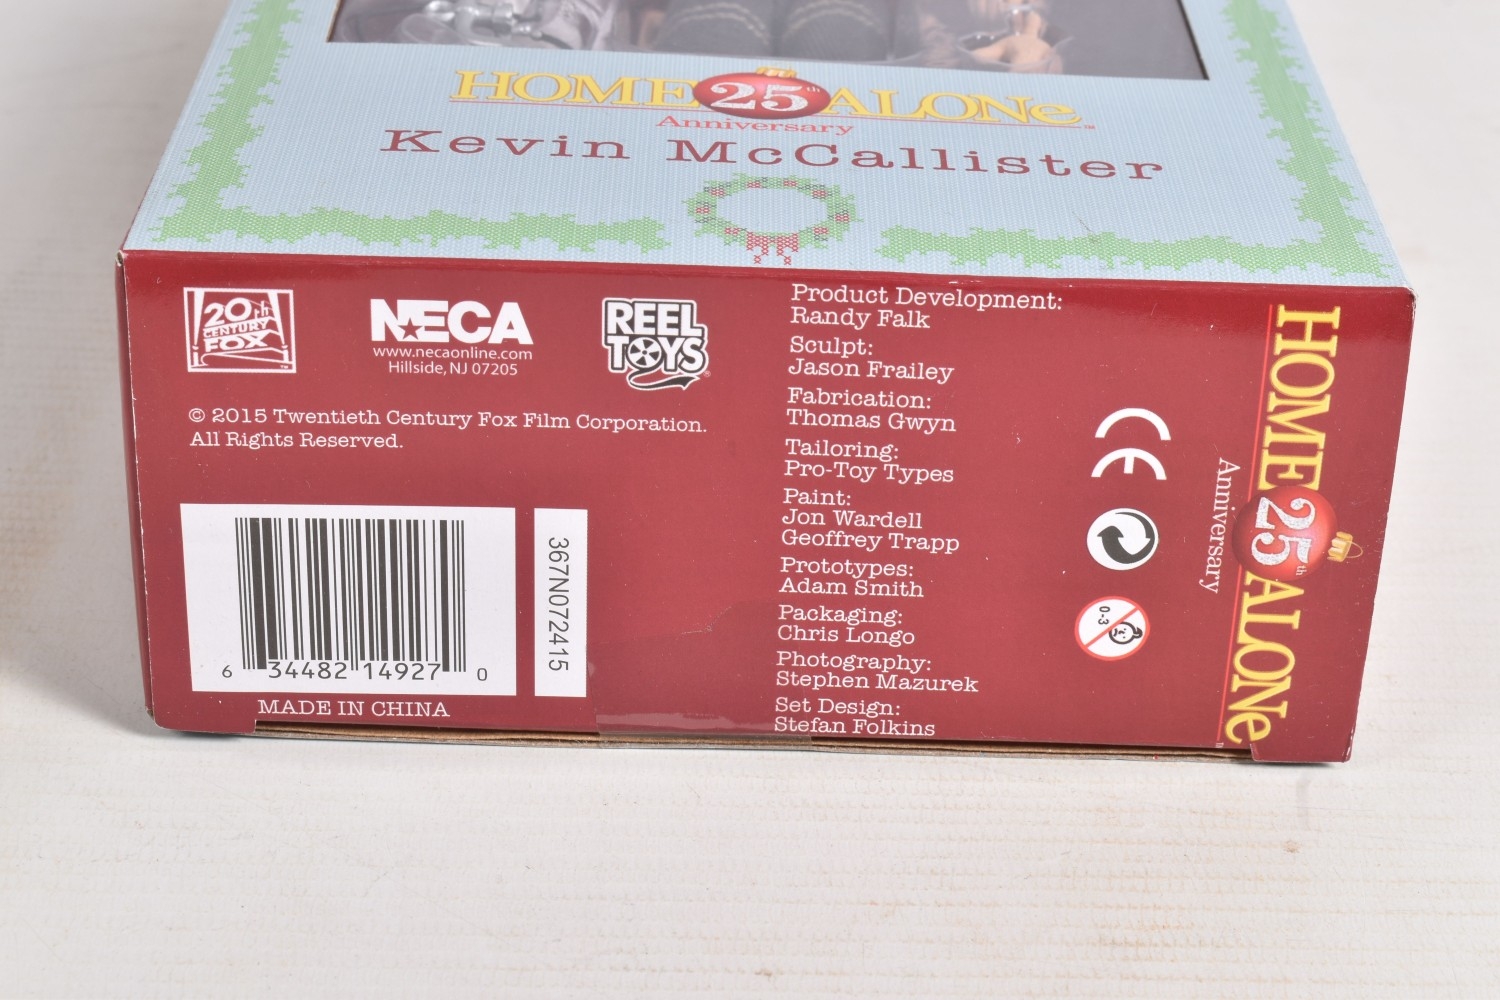 HOME 25th ALONe™
Anniversary
Kevin McCallister
20th
CENTURY
FOX
™
NECA
www.necaonline.com
Hillside, NJ 07205
REEL
TOYS®
© 2015 Twentieth Century Fox Film Corporation.
All Rights Reserved.
6 34482 14927 0
367N072415
MADE IN CHINA
Product Development:
Randy Falk
Sculpt:
Jason Frailey
Fabrication:
Thomas Gwyn
Tailoring:
Pro-Toy Types
Paint:
Jon Wardell
Geoffrey Trapp
Prototypes:
Adam Smith
Packaging:
Chris Longo
Photography:
Stephen Mazurek
Set Design:
Stefan Folkins
CE
0-3
HOME 25th ALONe™
Anniversary